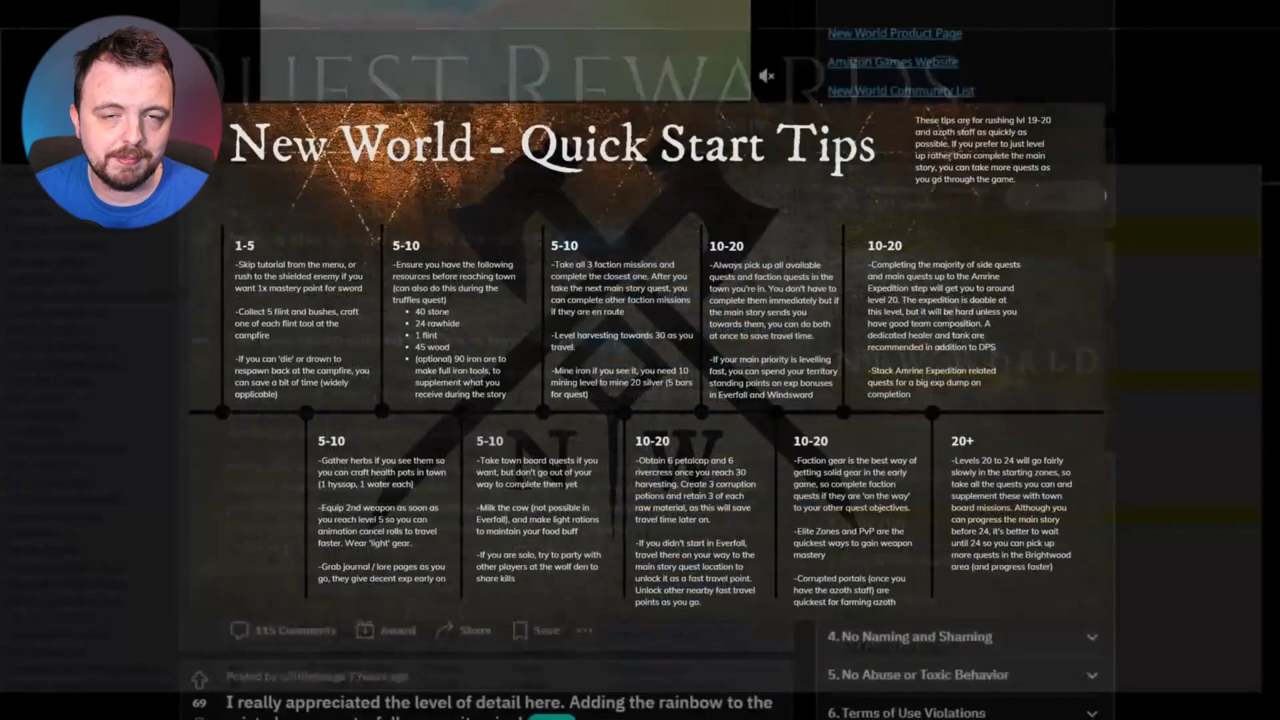 QUEST REWARDS
New World Product Page
Amazon Games Website
New World Community List
New World - Quick Start Tips
These tips are for rushing lvl 19-20
and azoth staff as quickly as
possible. If you prefer to just level
up rather than complete the main
story, you can take more quests as
you go through the game.
1-5
-Skip tutorial from the menu, or
rush to the shielded enemy if you
want 1x mastery point for sword
-Collect 5 flint and bushes, craft
one of each flint tool at the
campfire
-If you can 'die' or drown to
respawn back at the campfire, you
can save a bit of time (widely
applicable)
5-10
-Ensure you have the following
resources before reaching town
(can also do this during the
truffles quest)
• 40 stone
• 24 rawhide
• 1 flint
• 45 wood
• (optional) 90 iron ore to
make full iron tools, to
supplement what you
receive during the story
5-10
-Take all 3 faction missions and
complete the closest one. After you
take the next main story quest, you
can complete other faction missions
if they are en route
-Level harvesting towards 30 as you
travel
-Mine iron if you see it, you need 10
mining level to mine 20 silver (5 bars
for quest)
10-20
-Always pick up all available
quests and faction quests in the
town you're in. You don't have to
complete them immediately but if
the main story sends you
towards them, you can do both
at once to save travel time.
-If your main priority is levelling
fast, you can spend your territory
standing points on exp bonuses
in Everfall and Windsward
10-20
-Completing the majority of side quests
and main quests up to the Amrine
Expedition step will get you to around
level 20. The expedition is doable at
this level, but it will be hard unless you
have good team composition. A
dedicated healer and tank are
recommended in addition to DPS
-Stack Amrine Expedition related
quests for a big exp dump on
completion
5-10
-Gather herbs if you see them so
you can craft health pots in town
(1 hyssop, 1 water each)
-Equip 2nd weapon as soon as
you reach level 5 so you can
animation cancel rolls to travel
faster. Wear 'light' gear.
-Grab journal / lore pages as you
go, they give decent exp early on
5-10
-Take town board quests if you
want, but don't go out of your
way to complete them yet
-Milk the cow (not possible in
Everfall), and make light rations
to maintain your food buff
-If you are solo, try to party with
other players at the wolf den to
share kills
10-20
-Obtain 6 petalcap and 6
rivercress once you reach 30
harvesting. Create 3 corruption
potions and retain 3 of each
raw material, as this will save
travel time later on.
-If you didn't start in Everfall,
travel there on your way to the
main quest location to
unlock it as a fast travel point.
Unlock other nearby fast travel
points as you go.
10-20
-Faction gear is the best way of
getting solid gear in the early
game, so complete faction
quests if they are 'on the way'
to your other quest objectives.
-Elite Zones and PvP are the
quickest ways to gain weapon
mastery
-Corrupted portals (once you
have the azoth staff) are
quickest for farming azoth
20+
-Levels 20 to 24 will go fairly
slowly in the starting zones, so
take all the quests you can and
supplement these with town
board missions. Although you
can progress the main story
before 24, it's better to wait
until 24 so you can pick up
more quests in the Brightwood
area (and progress faster)
NW
115 Comments Award Share Save
Posted by 7 hours ago
69
I really appreciated the level of detail here. Adding the rainbow to the
4. No Naming and Shaming
5. No Abuse or Toxic Behavior
6. Terms of Use Violations